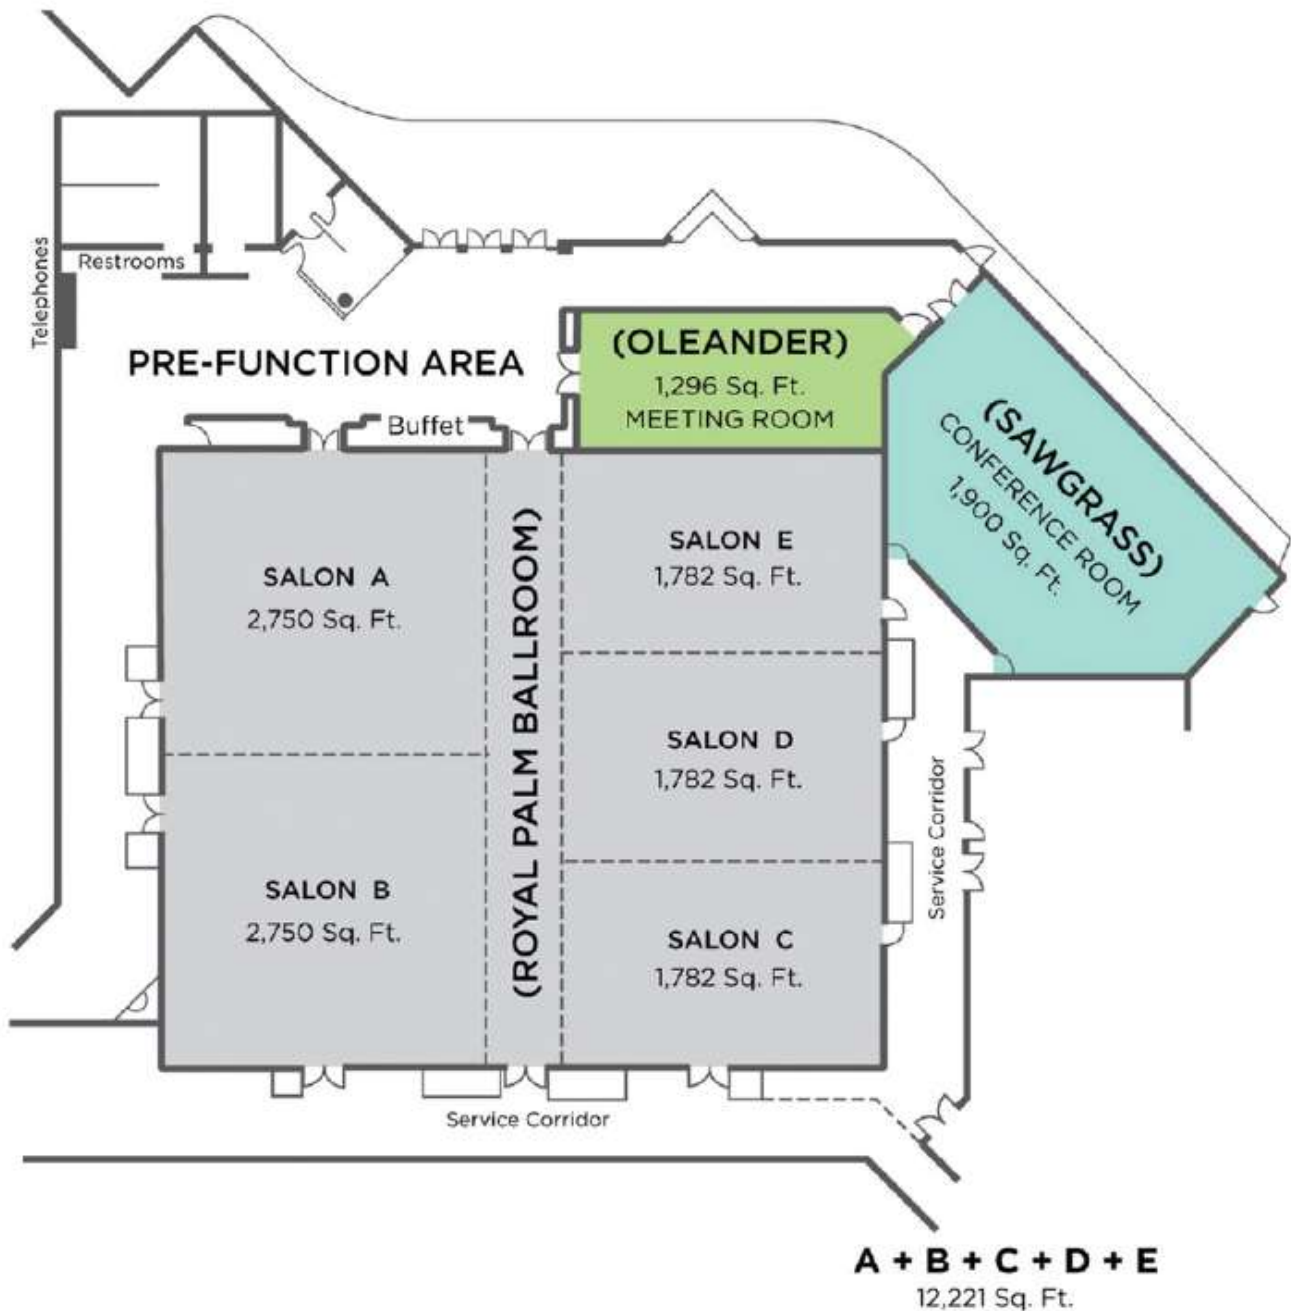 Telephones
Restrooms
PRE-FUNCTION AREA
Buffet
(OLEANDER)
1,296 Sq. Ft.
MEETING ROOM
(SAWGRASS)
CONFERENCE ROOM
1,900 Sq. Ft.
SALON A
2,750 Sq. Ft.
(ROYAL PALM BALLROOM)
SALON E
1,782 Sq. Ft.
SALON D
1,782 Sq. Ft.
SALON B
2,750 Sq. Ft.
SALON C
1,782 Sq. Ft.
Service Corridor
Service Corridor
A + B + C + D + E
12,221 Sq. Ft.